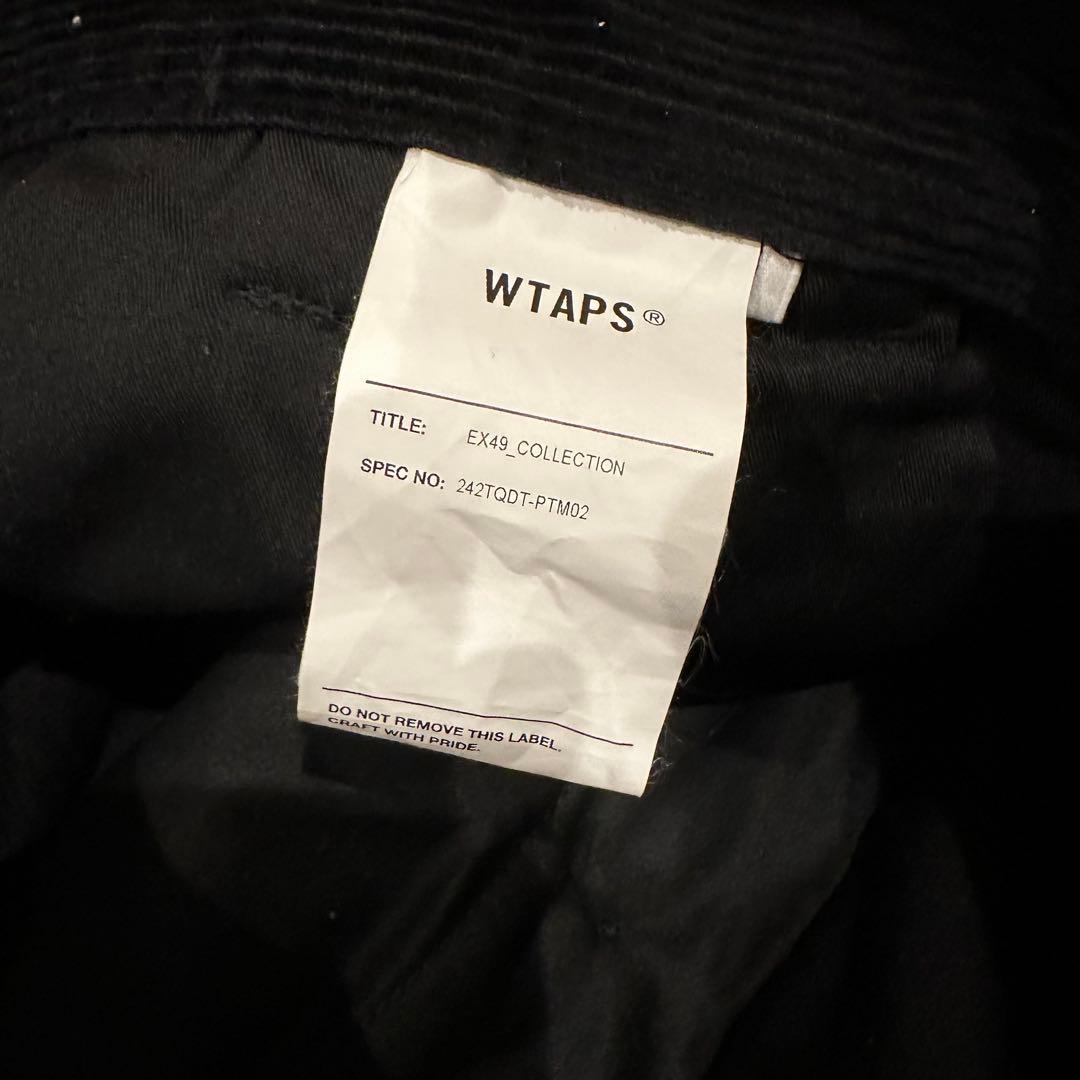 WTAPS®
TITLE: EX49_COLLECTION
SPEC NO: 242TQDT-PTM02
DO NOT REMOVE THIS LABEL.
CRAFT WITH PRIDE.